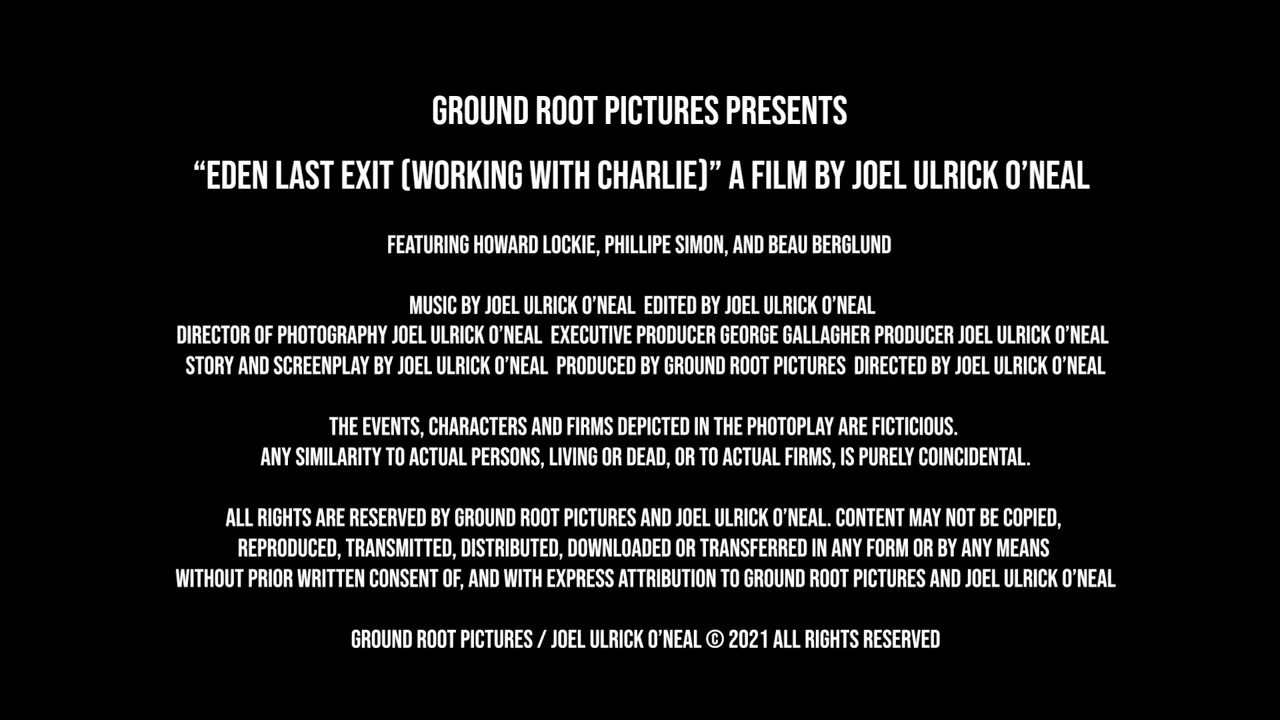 GROUND ROOT PICTURES PRESENTS
“EDEN LAST EXIT (WORKING WITH CHARLIE)” A FILM BY JOEL ULRICK O’NEAL
FEATURING HOWARD LOCKIE, PHILLIPE SIMON, AND BEAU BERGLUND
MUSIC BY JOEL ULRICK O’NEAL EDITED BY JOEL ULRICK O’NEAL
DIRECTOR OF PHOTOGRAPHY JOEL ULRICK O’NEAL EXECUTIVE PRODUCER GEORGE GALLAGHER PRODUCER JOEL ULRICK O’NEAL
STORY AND SCREENPLAY BY JOEL ULRICK O’NEAL PRODUCED BY GROUND ROOT PICTURES DIRECTED BY JOEL ULRICK O’NEAL
THE EVENTS, CHARACTERS AND FIRMS DEPICTED IN THE PHOTOPLAY ARE FICTICIOUS.
ANY SIMILARITY TO ACTUAL PERSONS, LIVING OR DEAD, OR TO ACTUAL FIRMS, IS PURELY COINCIDENTAL.
ALL RIGHTS ARE RESERVED BY GROUND ROOT PICTURES AND JOEL ULRICK O’NEAL. CONTENT MAY NOT BE COPIED,
REPRODUCED, TRANSMITTED, DISTRIBUTED, DOWNLOADED OR TRANSFERRED IN ANY FORM OR BY ANY MEANS
WITHOUT PRIOR WRITTEN CONSENT OF, AND WITH EXPRESS ATTRIBUTION TO GROUND ROOT PICTURES AND JOEL ULRICK O’NEAL
GROUND ROOT PICTURES / JOEL ULRICK O’NEAL © 2021 ALL RIGHTS RESERVED